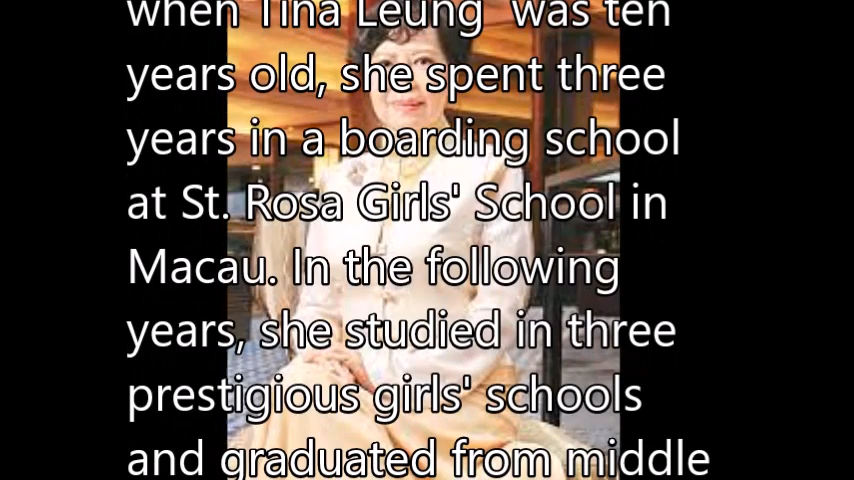 when Tina Leung was ten
years old, she spent three
years in a boarding school
at St. Rosa Girls' School in
Macau. In the following
years, she studied in three
prestigious girls' schools
and graduated from middle